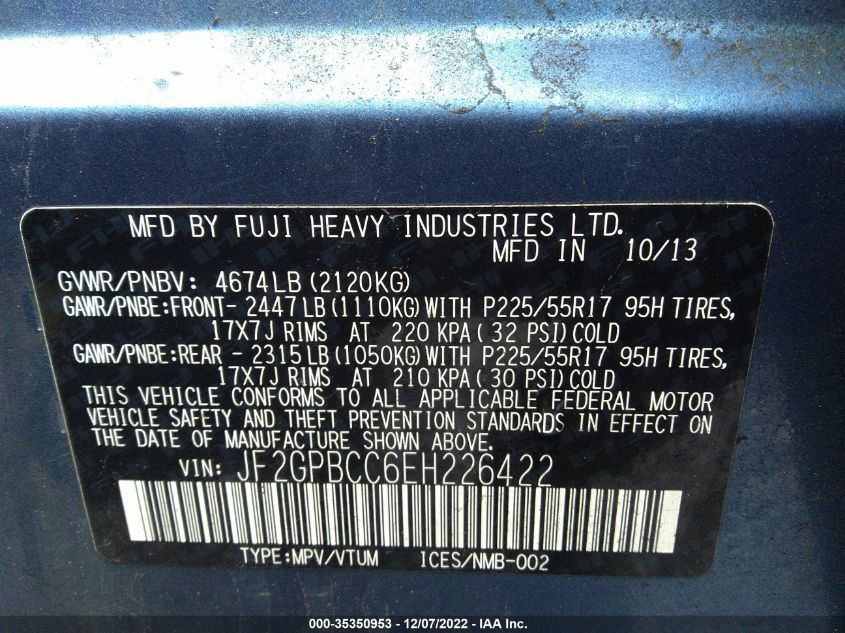 MFD BY FUJI HEAVY INDUSTRIES LTD.
MFD IN 10/13
GVWR/PNBV: 4674LB(2120KG)
GAWR/PNBE:FRONT- 2447LB(1110KG)WITH P225/55R17 95H TIRES,
17X7J RIMS AT 220 KPA( 32 PSI)COLD
GAWR/PNBE:REAR - 2315LB(1050KG)WITH P225/55R17 95H TIRES,
17X7J RIMS AT 210 KPA( 30 PSI)COLD
THIS VEHICLE CONFORMS TO ALL APPLICABLE FEDERAL MOTOR
VEHICLE SAFETY AND THEFT PREVENTION STANDARDS IN EFFECT ON
THE DATE OF MANUFACTURE SHOWN ABOVE.
VIN: JF2GPBCC6EH226422
TYPE:MPV/VTUM ICES/NMB-002
000-35350953 - 12/07/2022 - IAA Inc.